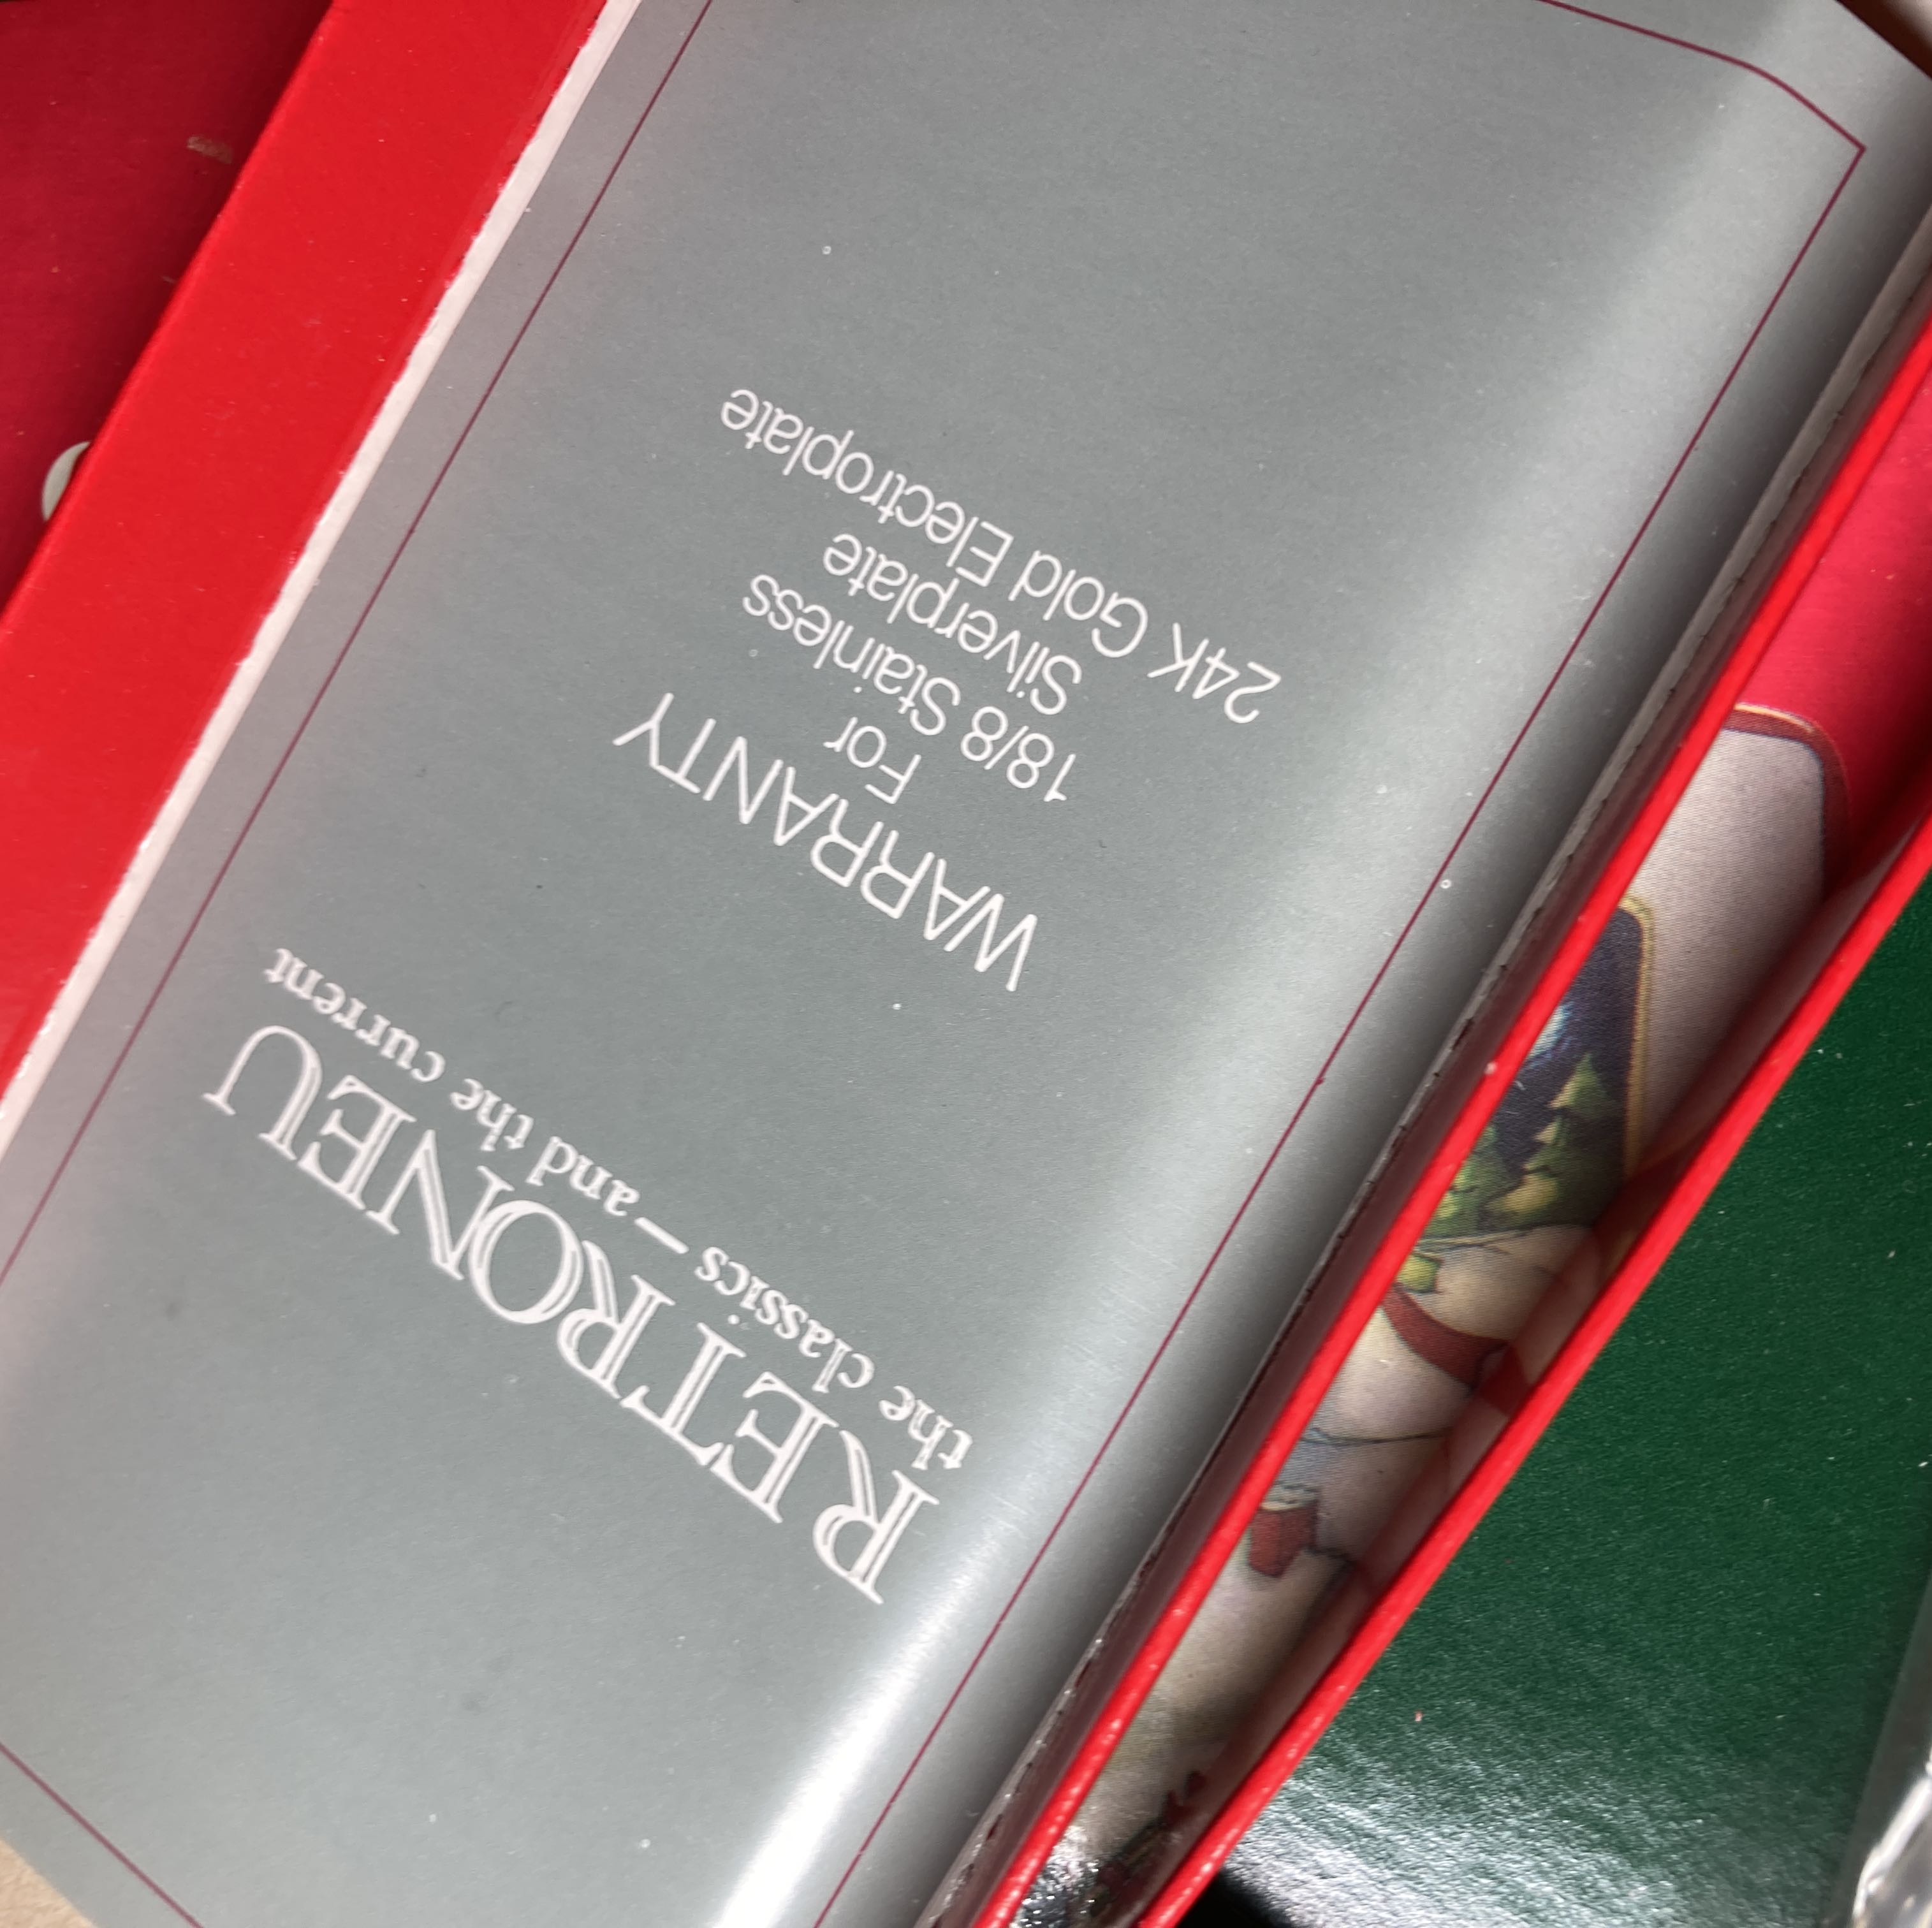 RETRONEU
the classics – and the current
WARRANTY
For
18/8 Stainless
Silverplate
24K Gold Electroplate